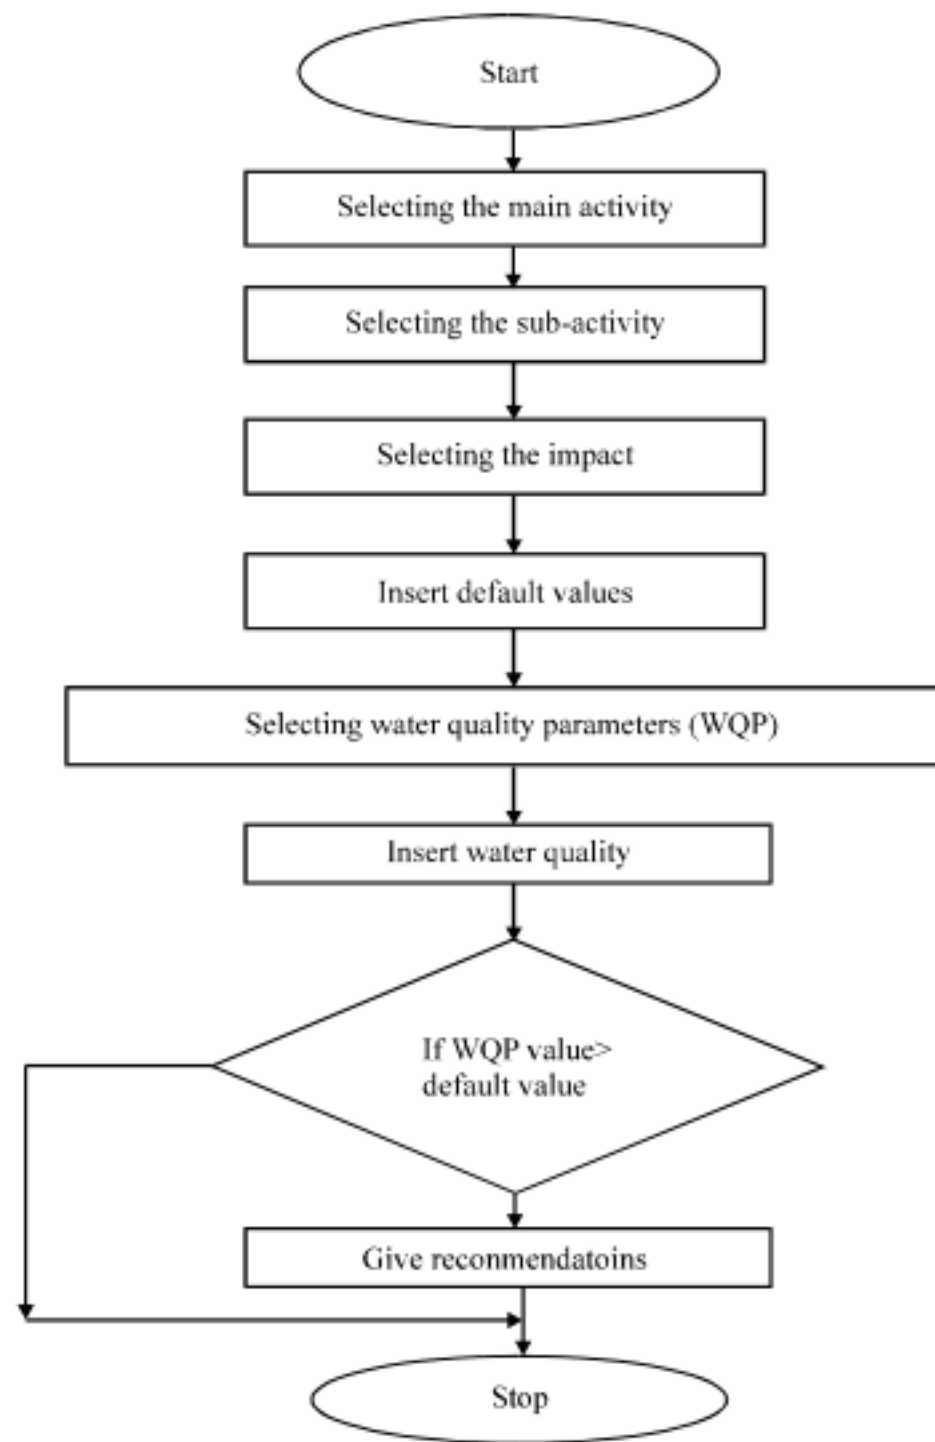 Start
Selecting the main activity
Selecting the sub-activity
Selecting the impact
Insert default values
Selecting water quality parameters (WQP)
Insert water quality
If WQP value>
default value
Give reconmendatoins
Stop